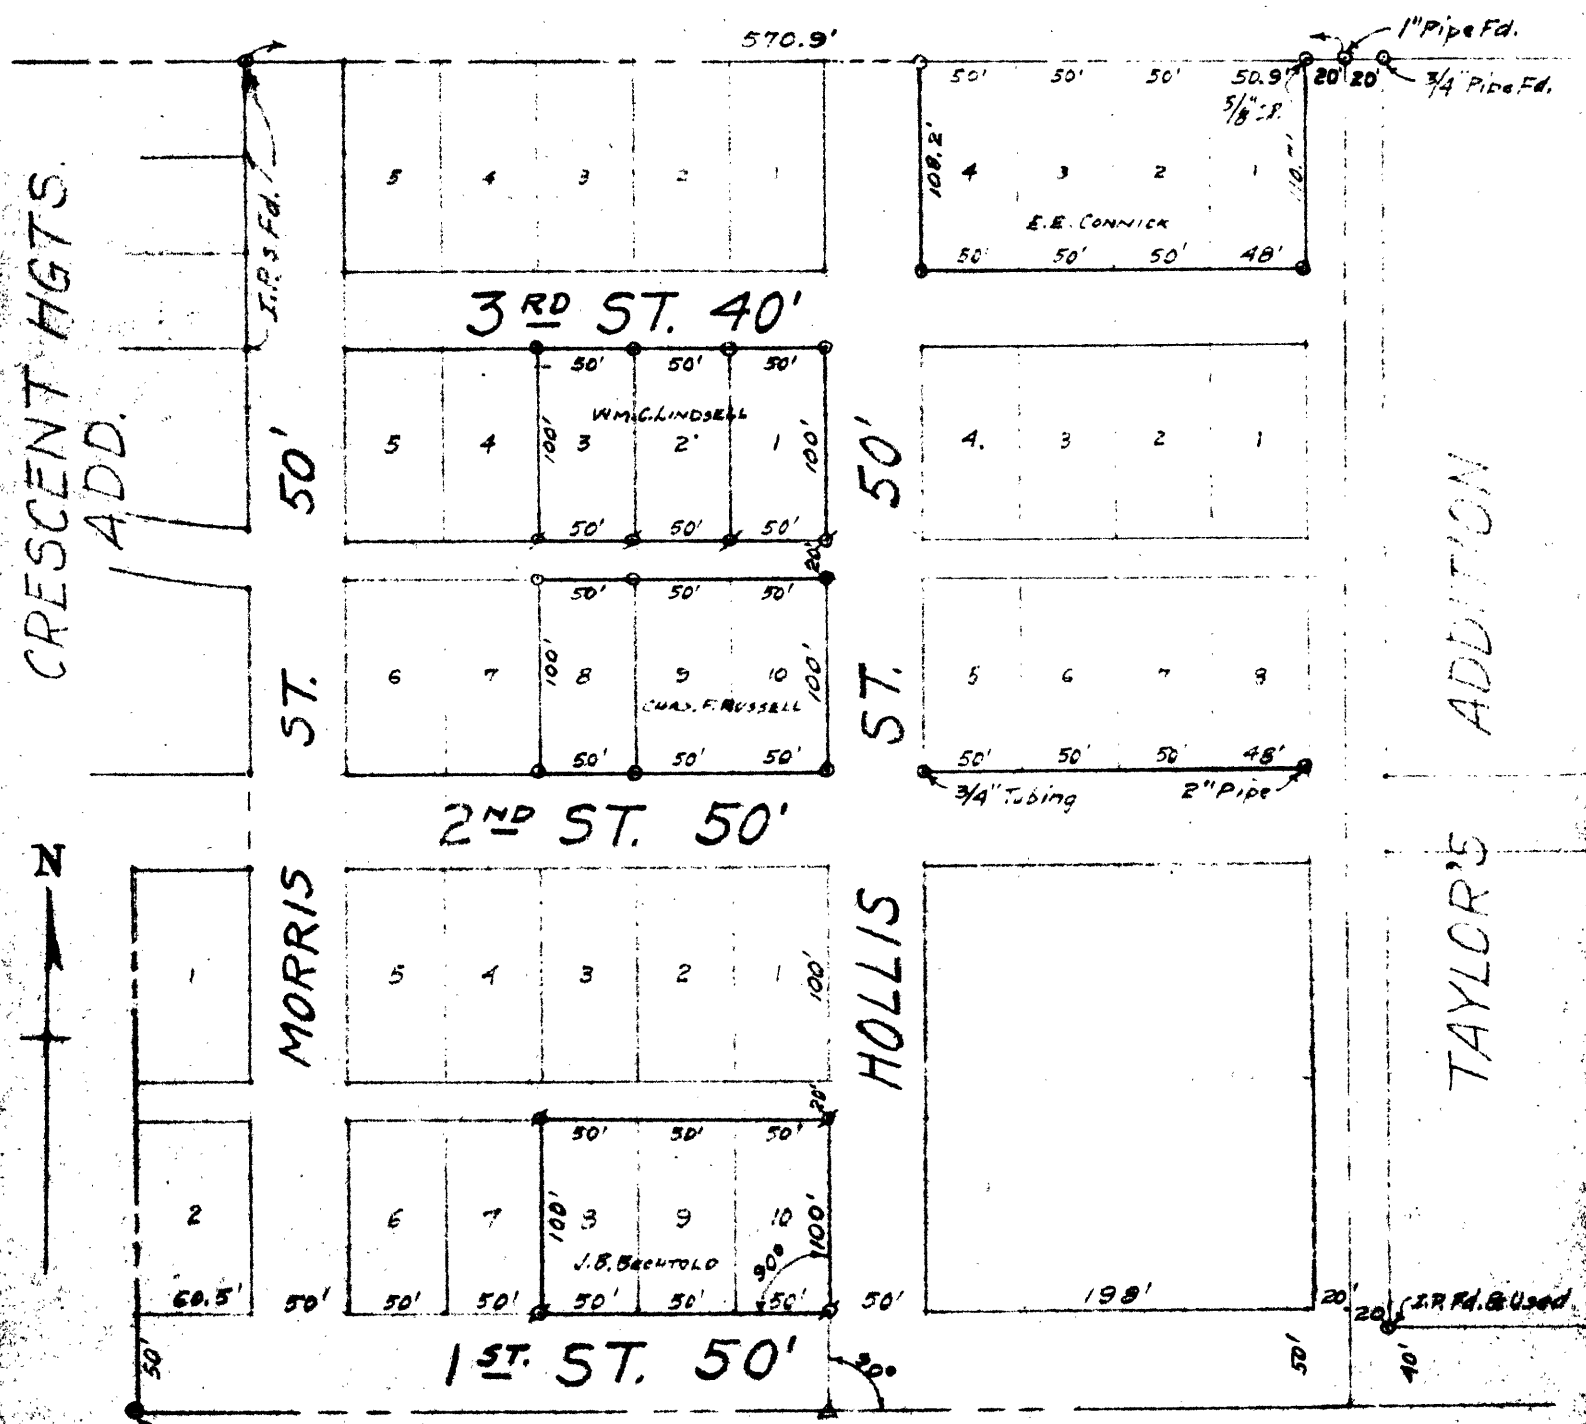 570.9'
1" Pipe Fd.
50' 50' 50' 50.9' 20' 20'
3/4" Pipe Fd.
I.P.s Fd.
5 4 3 2 1
108.2'
4 3 2 1
E.E. CONNICK
50' 50' 50' 48'
CRESCENT HGTS.
ADD.
3RD ST. 40'
50' 50' 50'
WM.C.LINDSELL
5 4 100' 3 2 1 100'
4. 3 2 1
50' 50' 50'
20'
50' 50' 50'
6 7 100' 8 9 10 100'
CHAS. F. RUSSELL
5 6 7 8
50' 50' 50'
50' 50' 50' 48'
3/4" Tubing
2" Pipe
2ND ST. 50'
MORRIS ST. 50'
HOLLIS ST. 50'
TAYLOR'S ADDITION
N
1
5 4 3 2 1 100'
20'
50' 50' 50'
2
6 7 100' 8 9 10 100'
J.B. BECHTOLD
90°
60.5' 50' 50' 50' 50' 50' 50' 50' 198' 20' 20'
I.P. Fd. & Used
50'
1ST. ST. 50'
90°
50'
40'